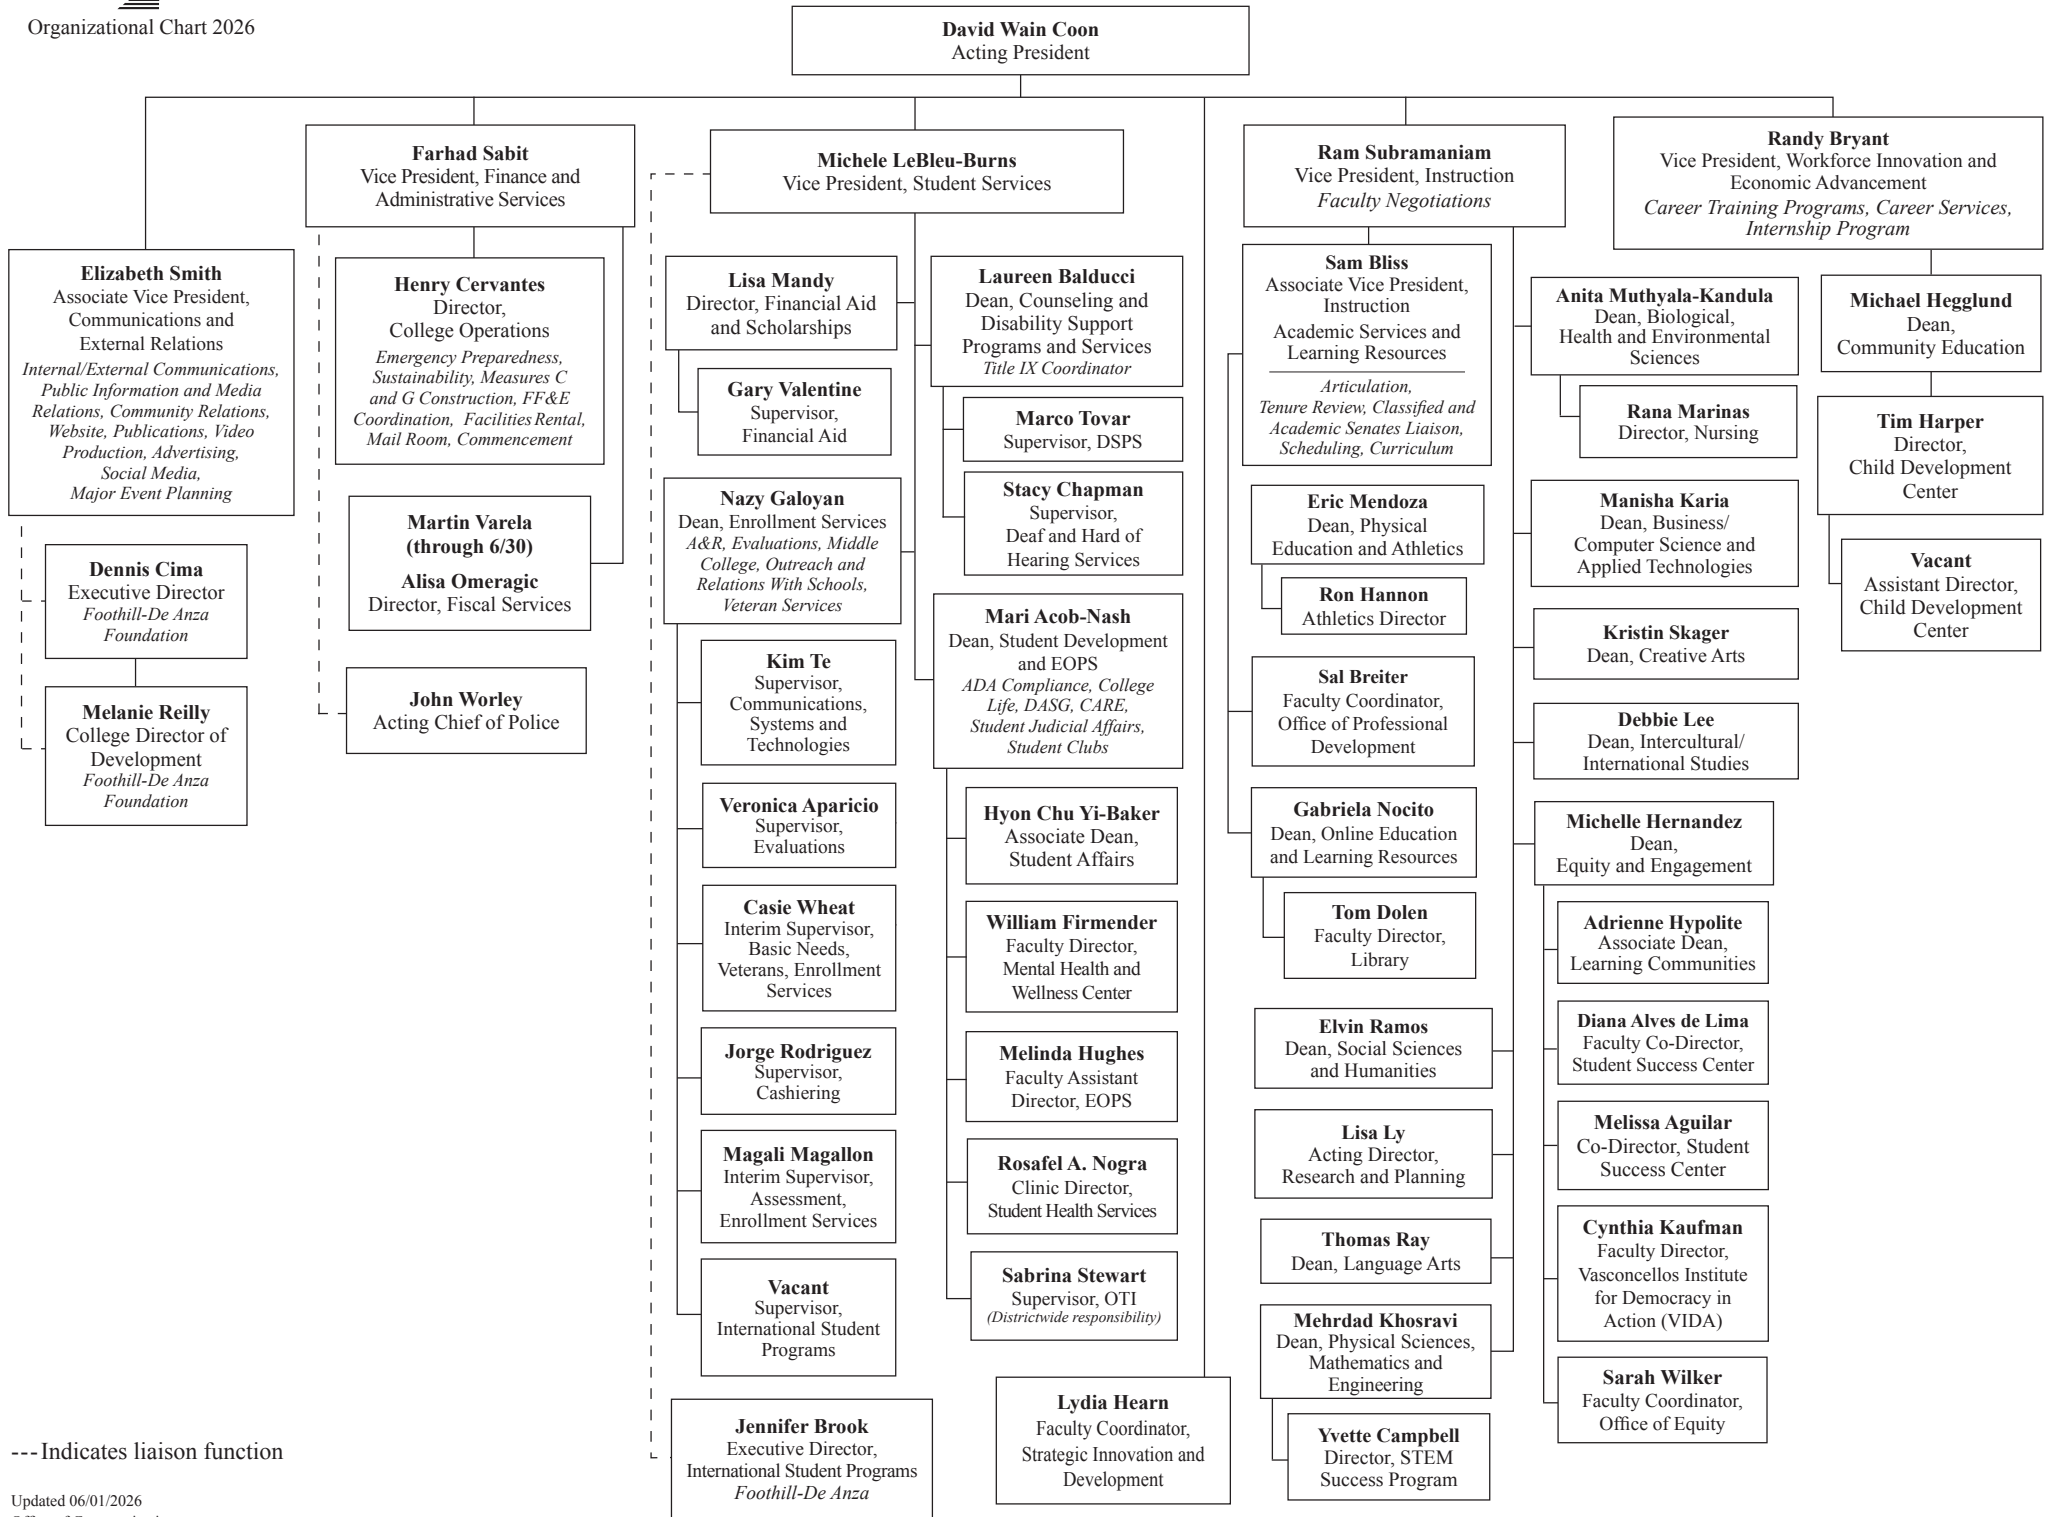 Organizational Chart 2026
David Wain Coon
Acting President
Elizabeth Smith
Associate Vice President,
Communications and
External Relations
Internal/External Communications,
Public Information and Media
Relations, Community Relations,
Website, Publications, Video
Production, Advertising,
Social Media,
Major Event Planning
Dennis Cima
Executive Director
Foothill-De Anza
Foundation
Melanie Reilly
College Director of
Development
Foothill-De Anza
Foundation
Farhad Sabit
Vice President, Finance and
Administrative Services
Henry Cervantes
Director,
College Operations
Emergency Preparedness,
Sustainability, Measures C
and G Construction, FF&E
Coordination, Facilities Rental,
Mail Room, Commencement
Martin Varela
(through 6/30)
Alisa Omeragic
Director, Fiscal Services
John Worley
Acting Chief of Police
Michele LeBleu-Burns
Vice President, Student Services
Lisa Mandy
Director, Financial Aid
and Scholarships
Gary Valentine
Supervisor,
Financial Aid
Nazy Galoyan
Dean, Enrollment Services
A&R, Evaluations, Middle
College, Outreach and
Relations With Schools,
Veteran Services
Kim Te
Supervisor,
Communications,
Systems and
Technologies
Veronica Aparicio
Supervisor,
Evaluations
Casie Wheat
Interim Supervisor,
Basic Needs,
Veterans, Enrollment
Services
Jorge Rodriguez
Supervisor,
Cashiering
Magali Magallon
Interim Supervisor,
Assessment,
Enrollment Services
Vacant
Supervisor,
International Student
Programs
Jennifer Brook
Executive Director,
International Student Programs
Foothill-De Anza
Laureen Balducci
Dean, Counseling and
Disability Support
Programs and Services
Title IX Coordinator
Marco Tovar
Supervisor, DSPS
Stacy Chapman
Supervisor,
Deaf and Hard of
Hearing Services
Mari Acob-Nash
Dean, Student Development
and EOPS
ADA Compliance, College
Life, DASG, CARE,
Student Judicial Affairs,
Student Clubs
Hyon Chu Yi-Baker
Associate Dean,
Student Affairs
William Firmender
Faculty Director,
Mental Health and
Wellness Center
Melinda Hughes
Faculty Assistant
Director, EOPS
Rosafel A. Nogra
Clinic Director,
Student Health Services
Sabrina Stewart
Supervisor, OTI
(Districtwide responsibility)
Lydia Hearn
Faculty Coordinator,
Strategic Innovation and
Development
Ram Subramaniam
Vice President, Instruction
Faculty Negotiations
Sam Bliss
Associate Vice President,
Instruction
Academic Services and
Learning Resources
Articulation,
Tenure Review, Classified and
Academic Senates Liaison,
Scheduling, Curriculum
Eric Mendoza
Dean, Physical
Education and Athletics
Ron Hannon
Athletics Director
Sal Breiter
Faculty Coordinator,
Office of Professional
Development
Gabriela Nocito
Dean, Online Education
and Learning Resources
Tom Dolen
Faculty Director,
Library
Elvin Ramos
Dean, Social Sciences
and Humanities
Lisa Ly
Acting Director,
Research and Planning
Thomas Ray
Dean, Language Arts
Mehrdad Khosravi
Dean, Physical Sciences,
Mathematics and
Engineering
Yvette Campbell
Director, STEM
Success Program
Anita Muthyala-Kandula
Dean, Biological,
Health and Environmental
Sciences
Rana Marinas
Director, Nursing
Manisha Karia
Dean, Business/
Computer Science and
Applied Technologies
Kristin Skager
Dean, Creative Arts
Debbie Lee
Dean, Intercultural/
International Studies
Michelle Hernandez
Dean,
Equity and Engagement
Adrienne Hypolite
Associate Dean,
Learning Communities
Diana Alves de Lima
Faculty Co-Director,
Student Success Center
Melissa Aguilar
Co-Director, Student
Success Center
Cynthia Kaufman
Faculty Director,
Vasconcellos Institute
for Democracy in
Action (VIDA)
Sarah Wilker
Faculty Coordinator,
Office of Equity
Randy Bryant
Vice President, Workforce Innovation and
Economic Advancement
Career Training Programs, Career Services,
Internship Program
Michael Hegglund
Dean,
Community Education
Tim Harper
Director,
Child Development
Center
Vacant
Assistant Director,
Child Development
Center
---Indicates liaison function
Updated 06/01/2026